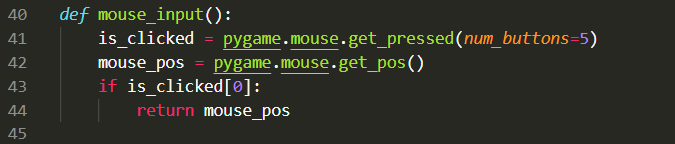 40 def mouse_input():
41     is_clicked = pygame.mouse.get_pressed(num_buttons=5)
42     mouse_pos = pygame.mouse.get_pos()
43     if is_clicked[0]:
44         return mouse_pos
45